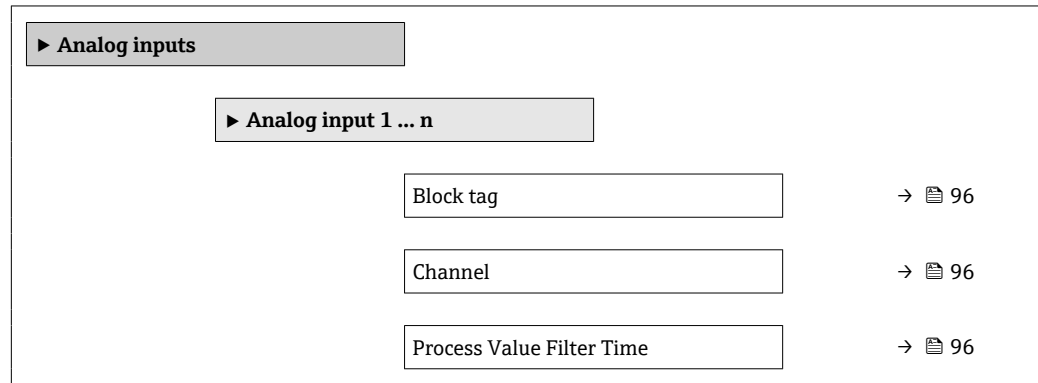 ▶ Analog inputs
▶ Analog input 1 ... n
Block tag → 96
Channel → 96
Process Value Filter Time → 96